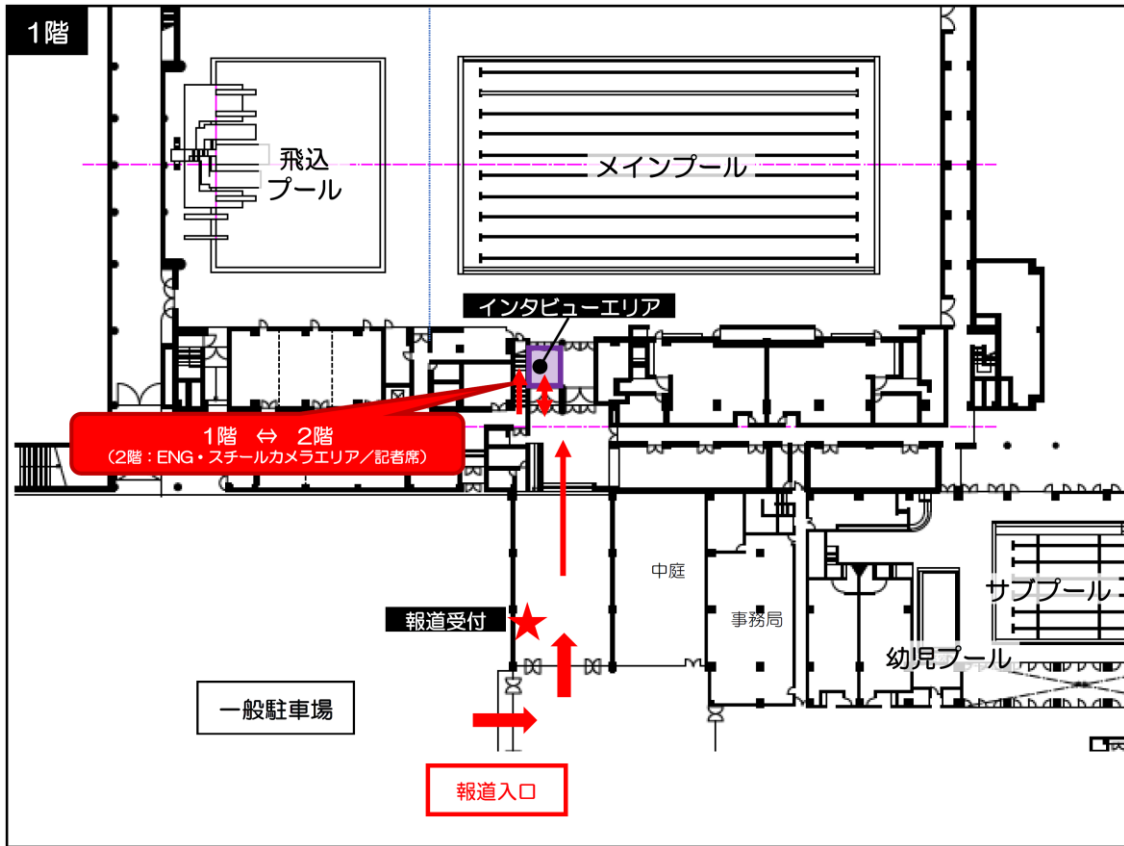 1階
飛込
プール
メインプール
インタビューエリア
1階 ⇔ 2階
(2階:ENG・スチールカメラエリア/記者席)
中庭
サブプール
報道受付
事務局
幼児プール
一般駐車場
報道入口